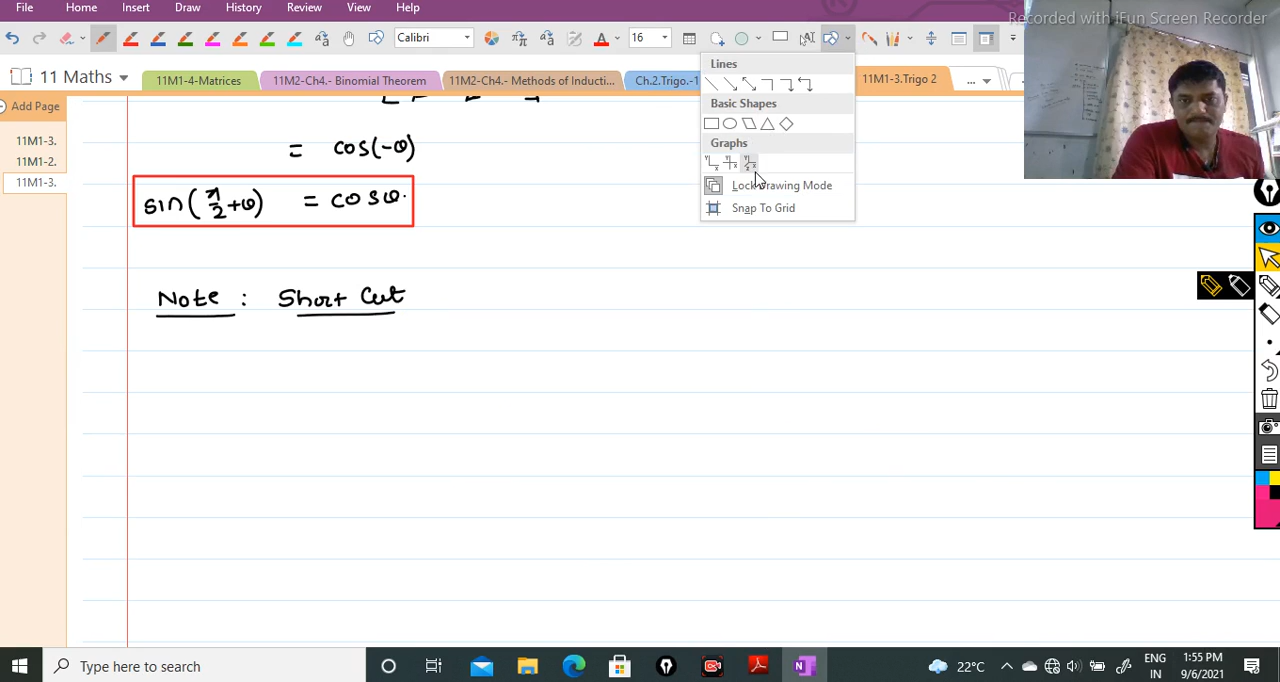 File Home Insert Draw History Review View Help
Recorded with iFun Screen Recorder
Calibri 16
11 Maths 11M1-4-Matrices 11M2-Ch4.- Binomial Theorem 11M2-Ch4.- Methods of Inducti... Ch.2.Trigo.-1 11M1-3.Trigo 2 ...
Lines
Basic Shapes
Graphs
Lock Drawing Mode
Snap To Grid
Add Page
11M1-3.
11M1-2.
11M1-3.
= cos(-θ)
sin(π/2+θ) = cosθ.
Note : Short Cut
Type here to search
22°C ENG IN 1:55 PM 9/6/2021